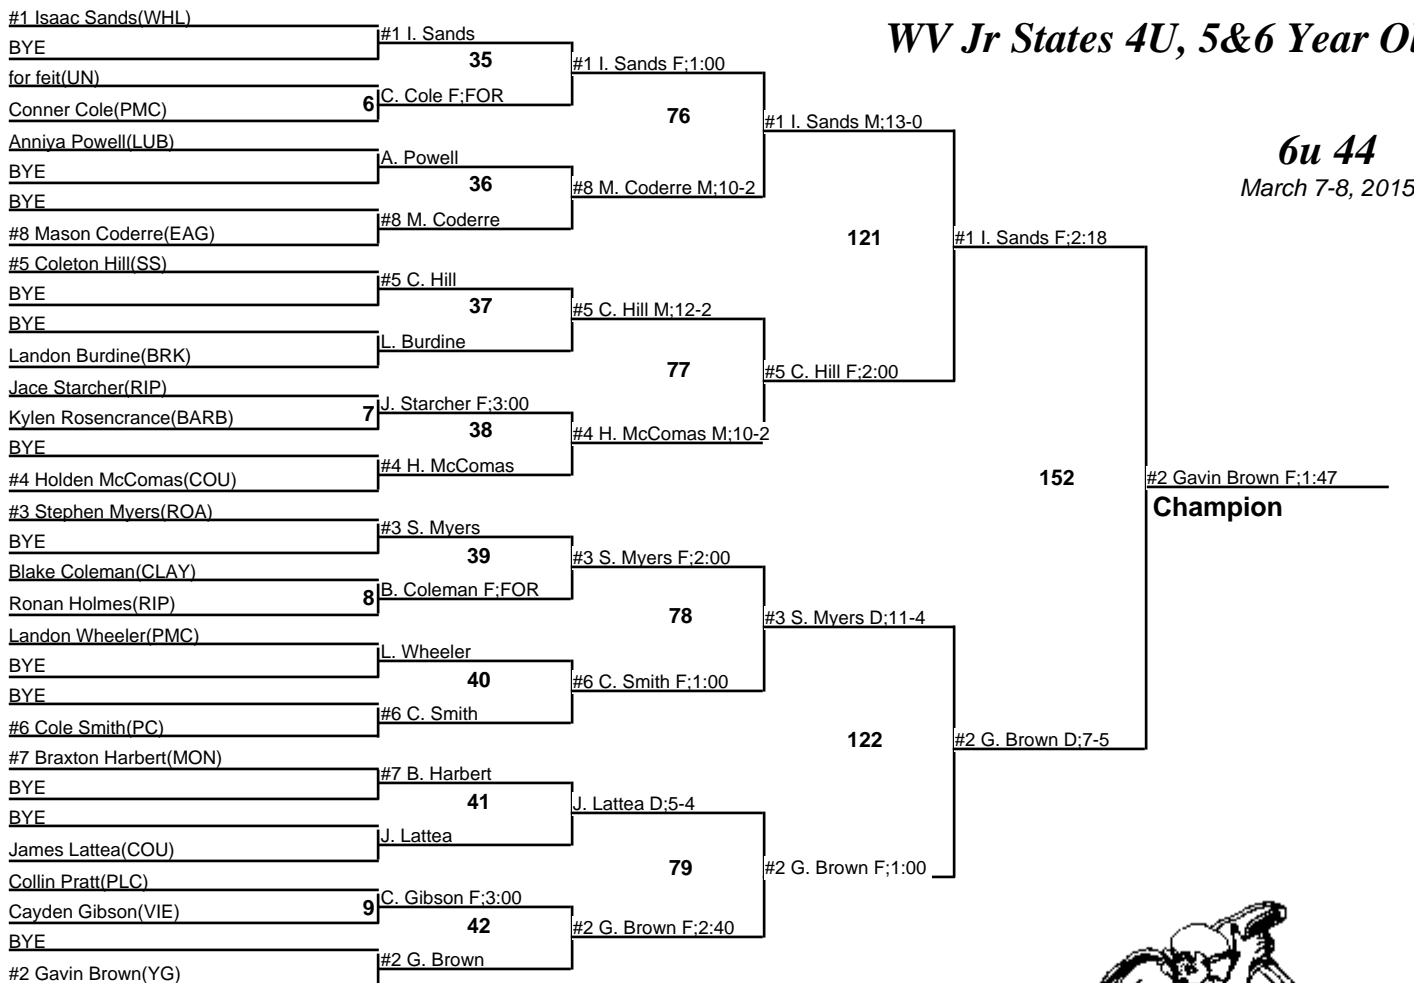 WV Jr States 4U, 5&6 Year Ol
6u 44
March 7-8, 2015
#1 Isaac Sands(WHL)
BYE
for feit(UN)
Conner Cole(PMC)
Anniya Powell(LUB)
BYE
BYE
#8 Mason Coderre(EAG)
#5 Coleton Hill(SS)
BYE
BYE
Landon Burdine(BRK)
Jace Starcher(RIP)
Kylen Rosencrance(BARB)
BYE
#4 Holden McComas(COU)
#3 Stephen Myers(ROA)
BYE
Blake Coleman(CLAY)
Ronan Holmes(RIP)
Landon Wheeler(PMC)
BYE
BYE
#6 Cole Smith(PC)
#7 Braxton Harbert(MON)
BYE
BYE
James Lattea(COU)
Collin Pratt(PLC)
Cayden Gibson(VIE)
BYE
#2 Gavin Brown(YG)
6
7
8
9
#1 I. Sands
35
C. Cole F;FOR
A. Powell
36
#8 M. Coderre
#5 C. Hill
37
L. Burdine
J. Starcher F;3:00
38
#4 H. McComas
#3 S. Myers
39
B. Coleman F;FOR
L. Wheeler
40
#6 C. Smith
#7 B. Harbert
41
J. Lattea
C. Gibson F;3:00
42
#2 G. Brown
#1 I. Sands F;1:00
76
#8 M. Coderre M;10-2
#5 C. Hill M;12-2
77
#4 H. McComas M;10-2
#3 S. Myers F;2:00
78
#6 C. Smith F;1:00
J. Lattea D;5-4
79
#2 G. Brown F;2:40
#1 I. Sands M;13-0
121
#5 C. Hill F;2:00
#3 S. Myers D;11-4
122
#2 G. Brown F;1:00
#1 I. Sands F;2:18
152
#2 G. Brown D;7-5
#2 Gavin Brown F;1:47
Champion